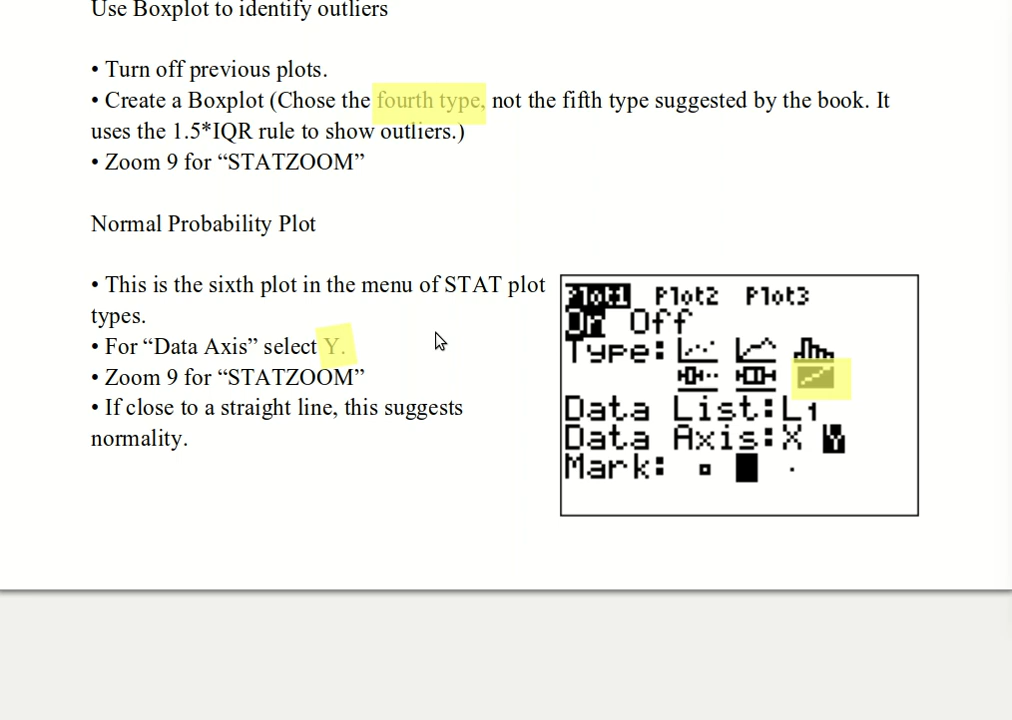 Use Boxplot to identify outliers
• Turn off previous plots.
• Create a Boxplot (Chose the fourth type, not the fifth type suggested by the book. It
uses the 1.5*IQR rule to show outliers.)
• Zoom 9 for “STATZOOM”
Normal Probability Plot
• This is the sixth plot in the menu of STAT plot
types.
• For “Data Axis” select Y.
• Zoom 9 for “STATZOOM”
• If close to a straight line, this suggests
normality.
Plot1 Plot2 Plot3
On Off
Type:
Data List:L1
Data Axis:X Y
Mark: